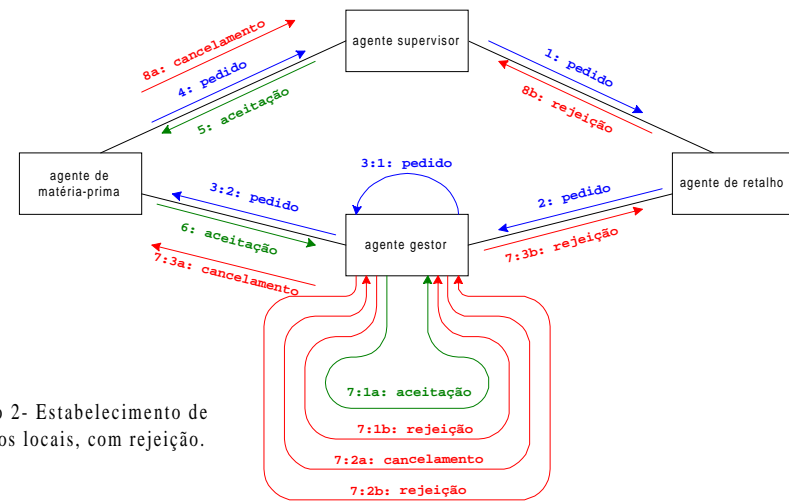 8a: cancelamento
agente supervisor
4: pedido
1: pedido
5: aceitação
8b: rejeição
agente de
matéria-prima
3:1: pedido
agente de retalho
3:2: pedido
2: pedido
6: aceitação
agente gestor
7:3b: rejeição
7:3a: cancelamento
7:1a: aceitação
7:1b: rejeição
7:2a: cancelamento
7:2b: rejeição
o 2- Estabelecimento de
os locais, com rejeição.